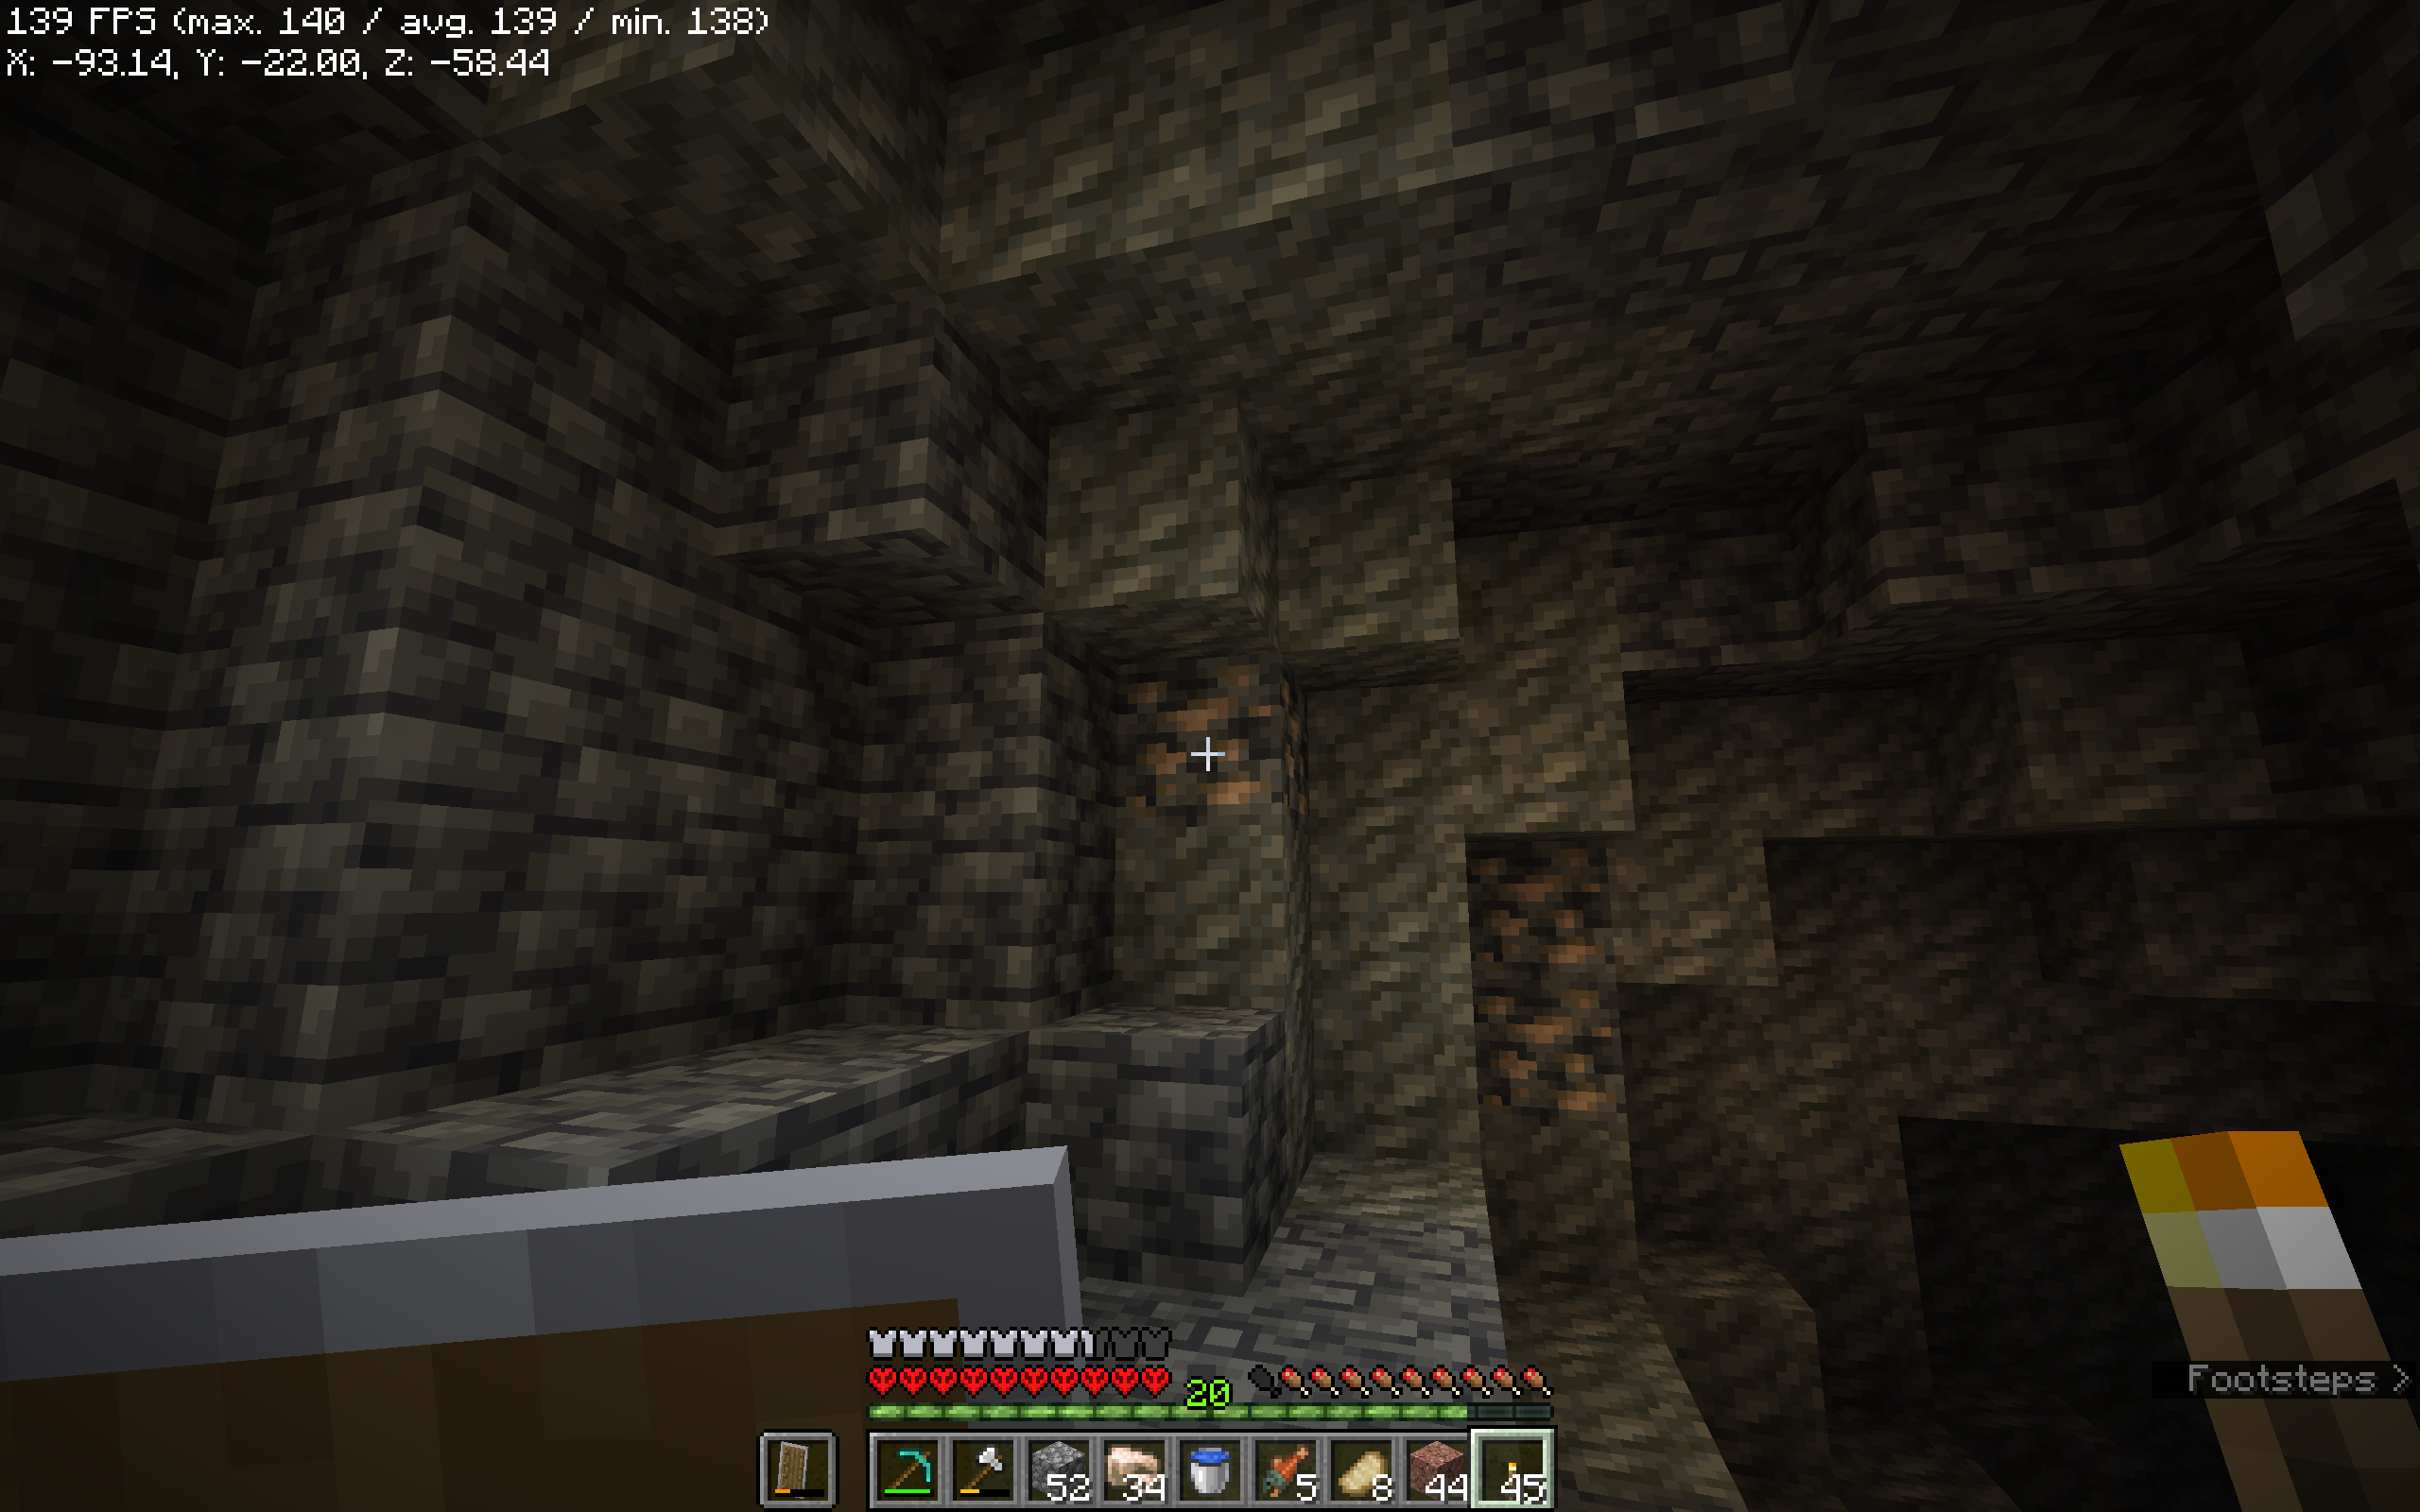 139 FPS (max. 140 / avg. 139 / min. 138)
X: -93.14, Y: -22.00, Z: -58.44
Footsteps >
20
52 34 5 8 44 45